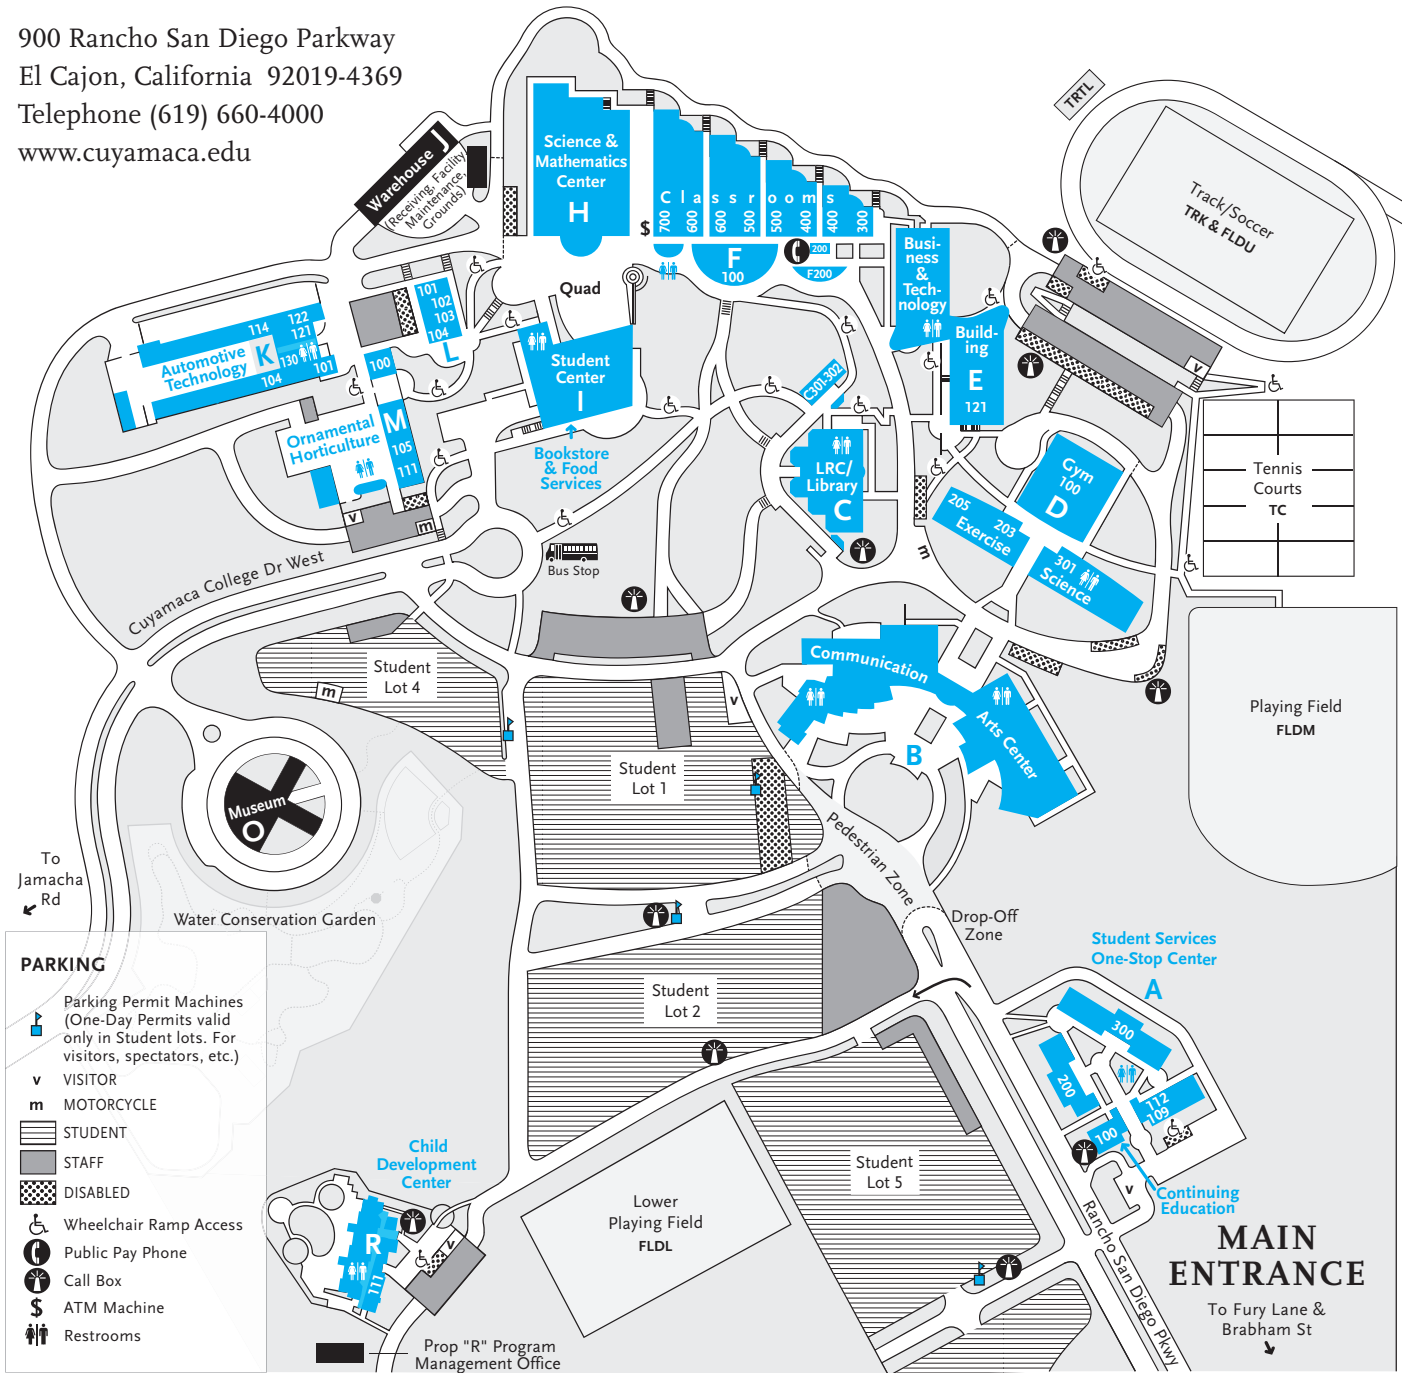 900 Rancho San Diego Parkway
El Cajon, California 92019-4369
Telephone (619) 660-4000
www.cuyamaca.edu
Warehouse J
(Receiving, Facility
Maintenance,
Grounds)
Science &
Mathematics
Center
H
Classrooms
$
700
600
600
500
500
400
400
300
F
100
200
F200
Quad
Busi-
ness
&
Tech-
nology
Build-
ing
E
121
TRTL
Track/Soccer
TRK & FLDU
v
114
122
121
Automotive
Technology
K
130
104
101
101
102
103
104
L
100
M
105
111
Ornamental
Horticulture
v
m
Student
Center
I
Bookstore
& Food
Services
C301-302
LRC/
Library
C
Gym
100
D
205
203
Exercise
301
Science
Tennis
Courts
TC
m
Bus Stop
Cuyamaca College Dr West
Student
Lot 4
m
v
Student
Lot 1
Communication
Arts Center
B
Playing Field
FLDM
Museum
O
To
Jamacha
Rd
Water Conservation Garden
Pedestrian Zone
Drop-Off
Zone
Student
Lot 2
Student Services
One-Stop Center
A
300
200
112
109
100
v
Continuing
Education
Student
Lot 5
Rancho San Diego Pkwy
MAIN
ENTRANCE
To Fury Lane &
Brabham St
Child
Development
Center
R
111
v
Lower
Playing Field
FLDL
Prop "R" Program
Management Office
PARKING
Parking Permit Machines
(One-Day Permits valid
only in Student lots. For
visitors, spectators, etc.)
v VISITOR
m MOTORCYCLE
STUDENT
STAFF
DISABLED
Wheelchair Ramp Access
Public Pay Phone
Call Box
$ ATM Machine
Restrooms